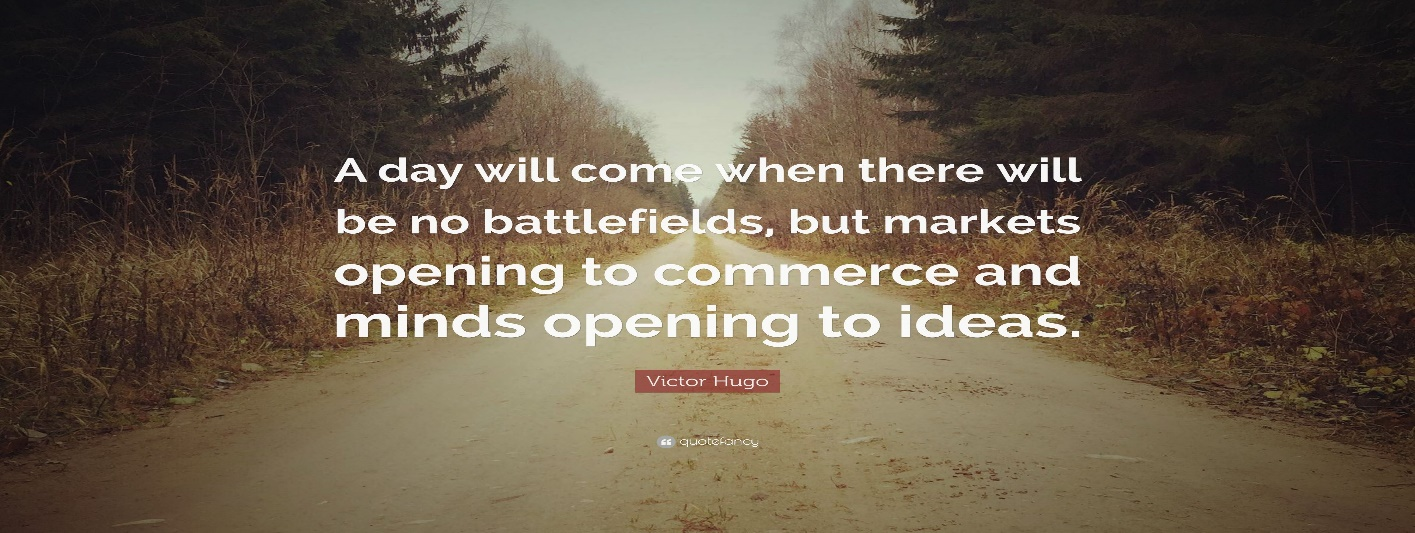 A day will come when there will
be no battlefields, but markets
opening to commerce and
minds opening to ideas.
Victor Hugo
quotefancy